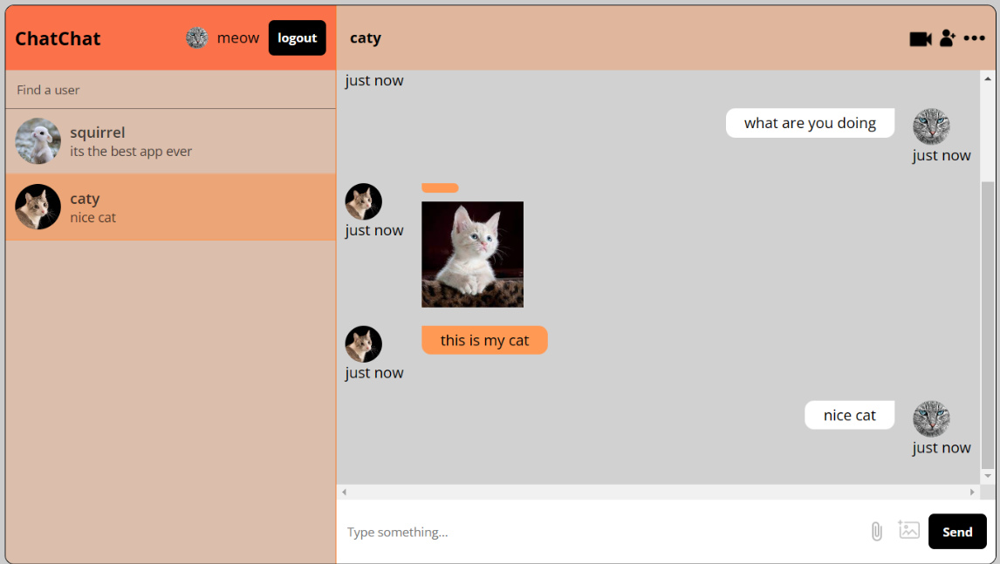 ChatChat
meow
logout
Find a user
squirrel
its the best app ever
caty
nice cat
caty
just now
what are you doing
just now
just now
this is my cat
just now
nice cat
just now
Type something...
Send